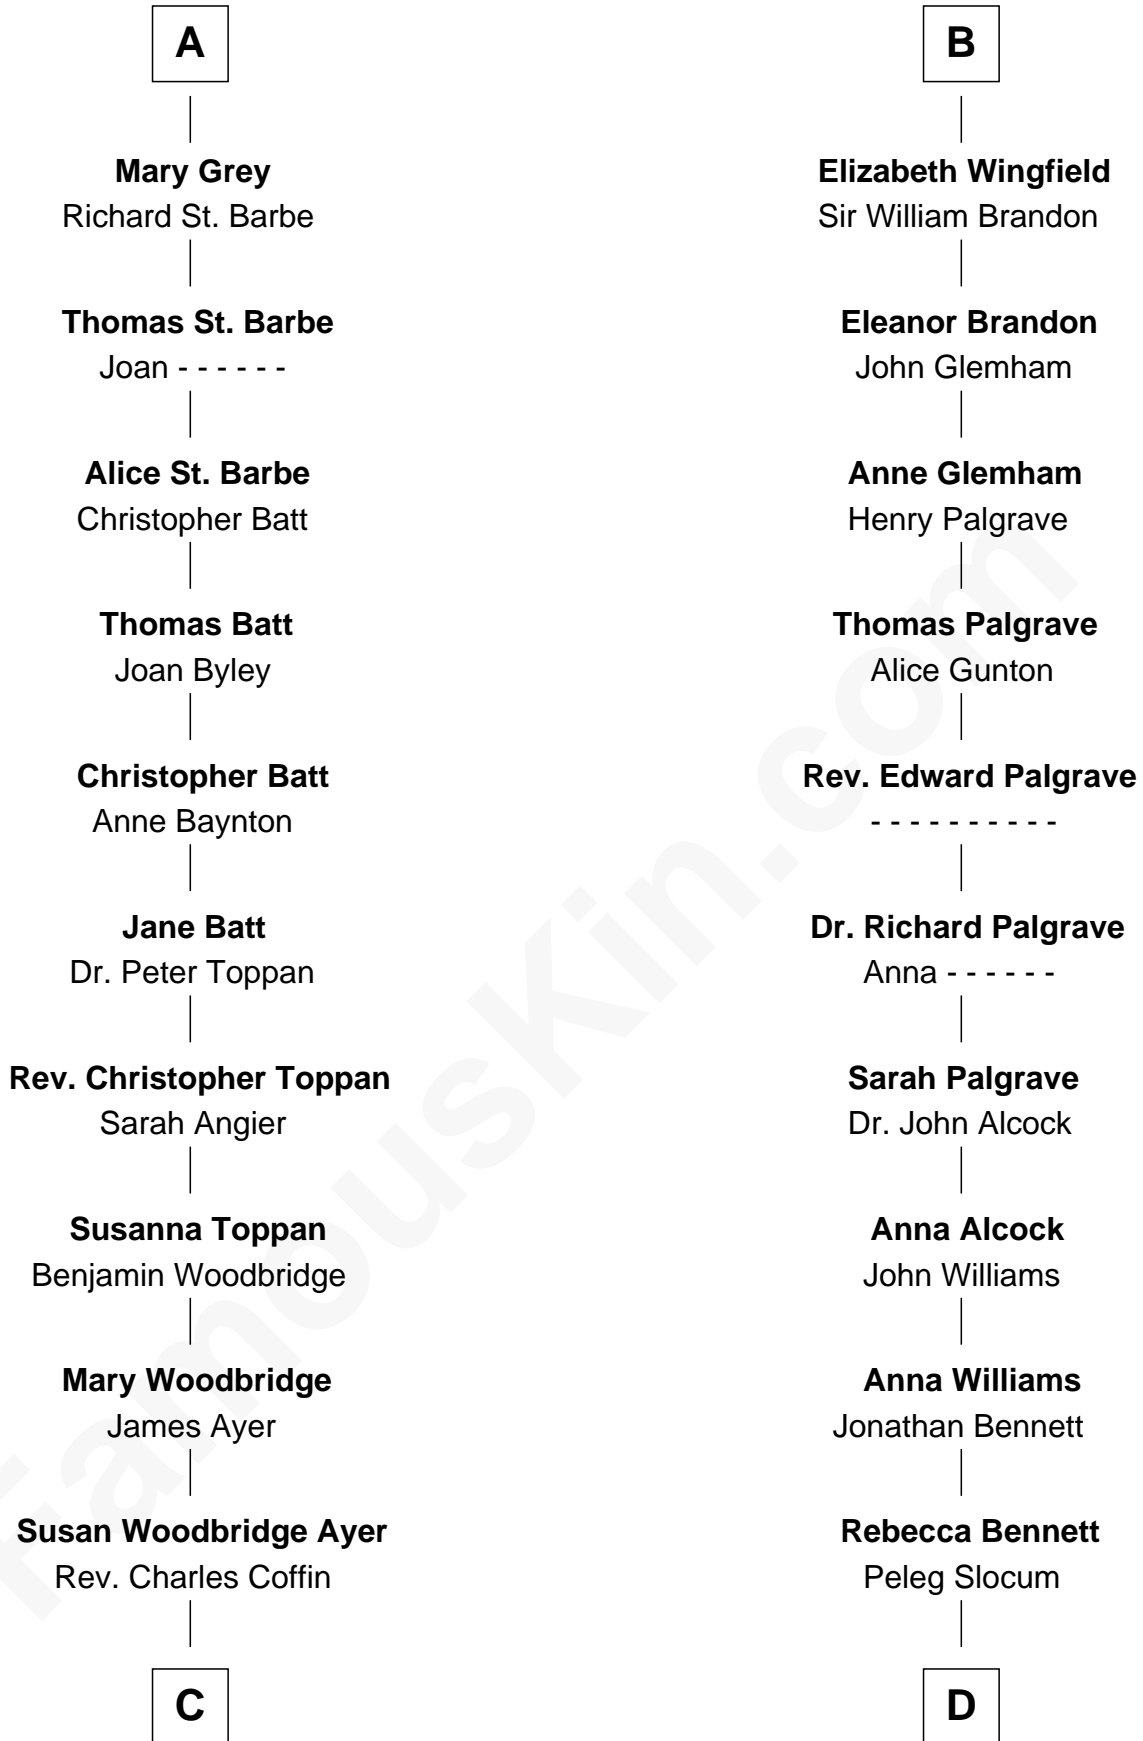 A
Mary Grey
Richard St. Barbe
Thomas St. Barbe
Joan - - - - - -
Alice St. Barbe
Christopher Batt
Thomas Batt
Joan Byley
Christopher Batt
Anne Baynton
Jane Batt
Dr. Peter Toppan
Rev. Christopher Toppan
Sarah Angier
Susanna Toppan
Benjamin Woodbridge
Mary Woodbridge
James Ayer
Susan Woodbridge Ayer
Rev. Charles Coffin
C
B
Elizabeth Wingfield
Sir William Brandon
Eleanor Brandon
John Glemham
Anne Glemham
Henry Palgrave
Thomas Palgrave
Alice Gunton
Rev. Edward Palgrave
- - - - - - - - - -
Dr. Richard Palgrave
Anna - - - - - -
Sarah Palgrave
Dr. John Alcock
Anna Alcock
John Williams
Anna Williams
Jonathan Bennett
Rebecca Bennett
Peleg Slocum
D
FamousKin.com